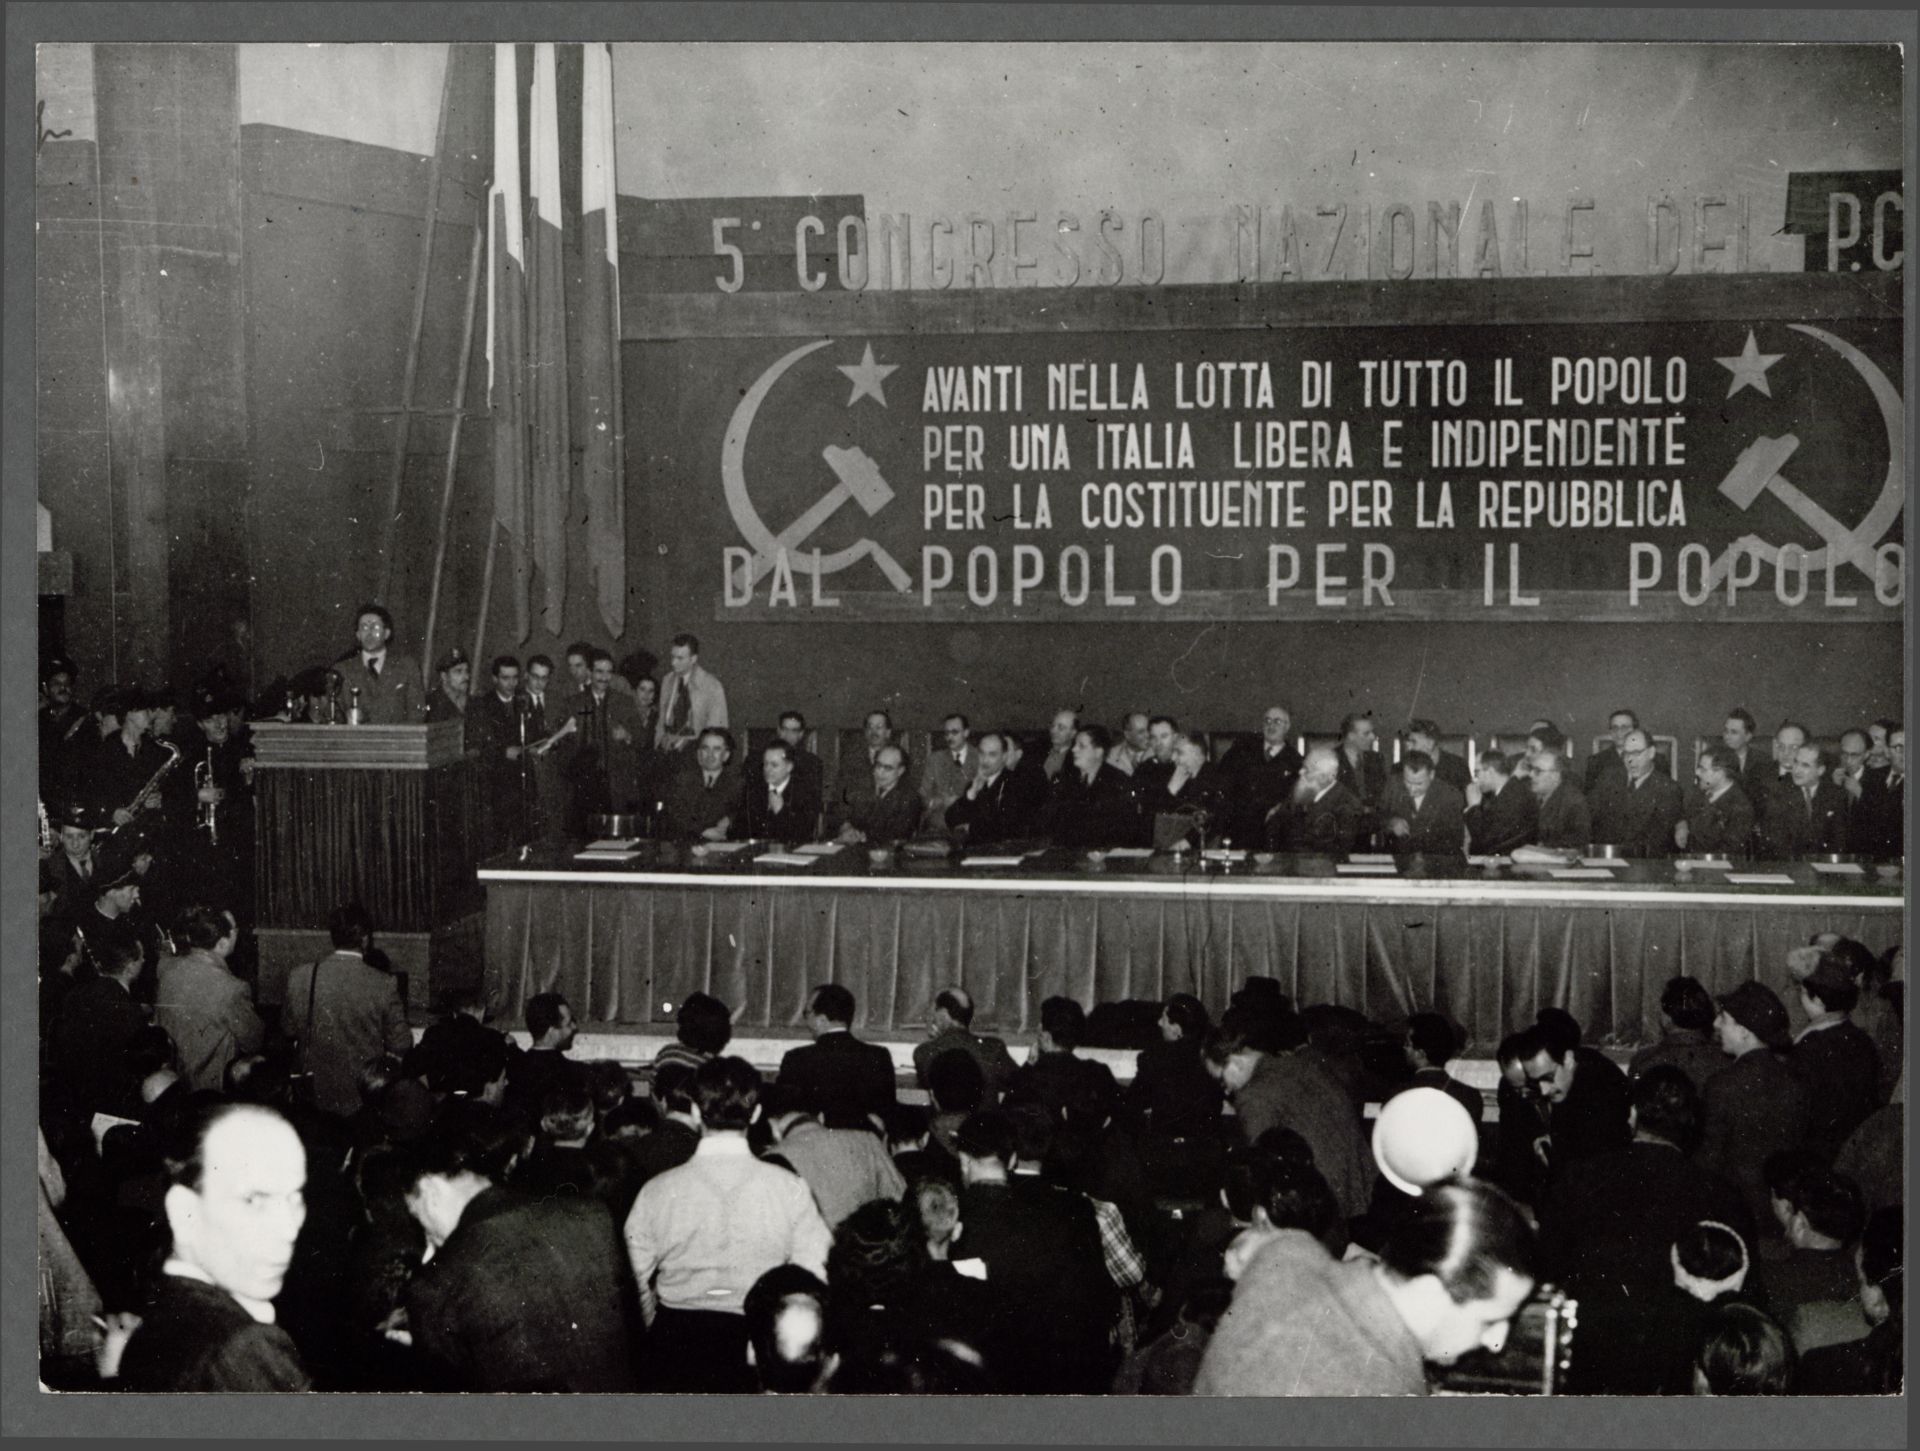 5° CONGRESSO NAZIONALE DEL P.C
AVANTI NELLA LOTTA DI TUTTO IL POPOLO
PER UNA ITALIA LIBERA E INDIPENDENTE
PER LA COSTITUENTE PER LA REPUBBLICA
DAL POPOLO PER IL POPOLO